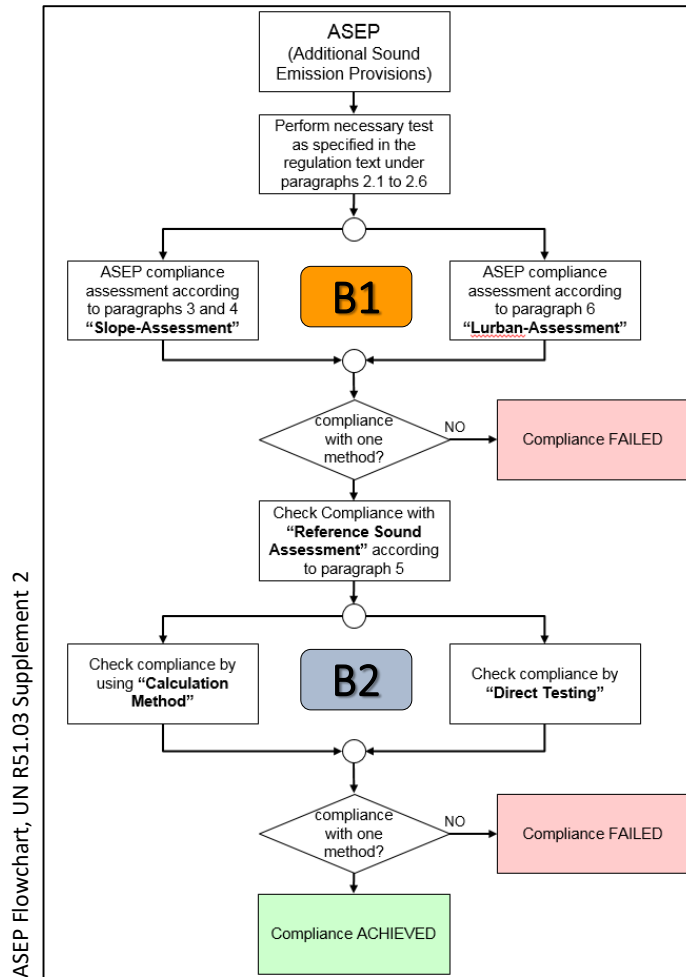 ASEP
(Additional Sound
Emission Provisions)
Perform necessary test
as specified in the
regulation text under
paragraphs 2.1 to 2.6
ASEP compliance
assessment according
to paragraphs 3 and 4
“Slope-Assessment”
B1
ASEP compliance
assessment according
to paragraph 6
“Lurban-Assessment”
compliance
with one
method?
NO
Compliance FAILED
Check Compliance with
“Reference Sound
Assessment” according
to paragraph 5
Check compliance by
using “Calculation
Method”
B2
Check compliance by
“Direct Testing”
compliance
with one
method?
NO
Compliance FAILED
Compliance ACHIEVED
ASEP Flowchart, UN R51.03 Supplement 2